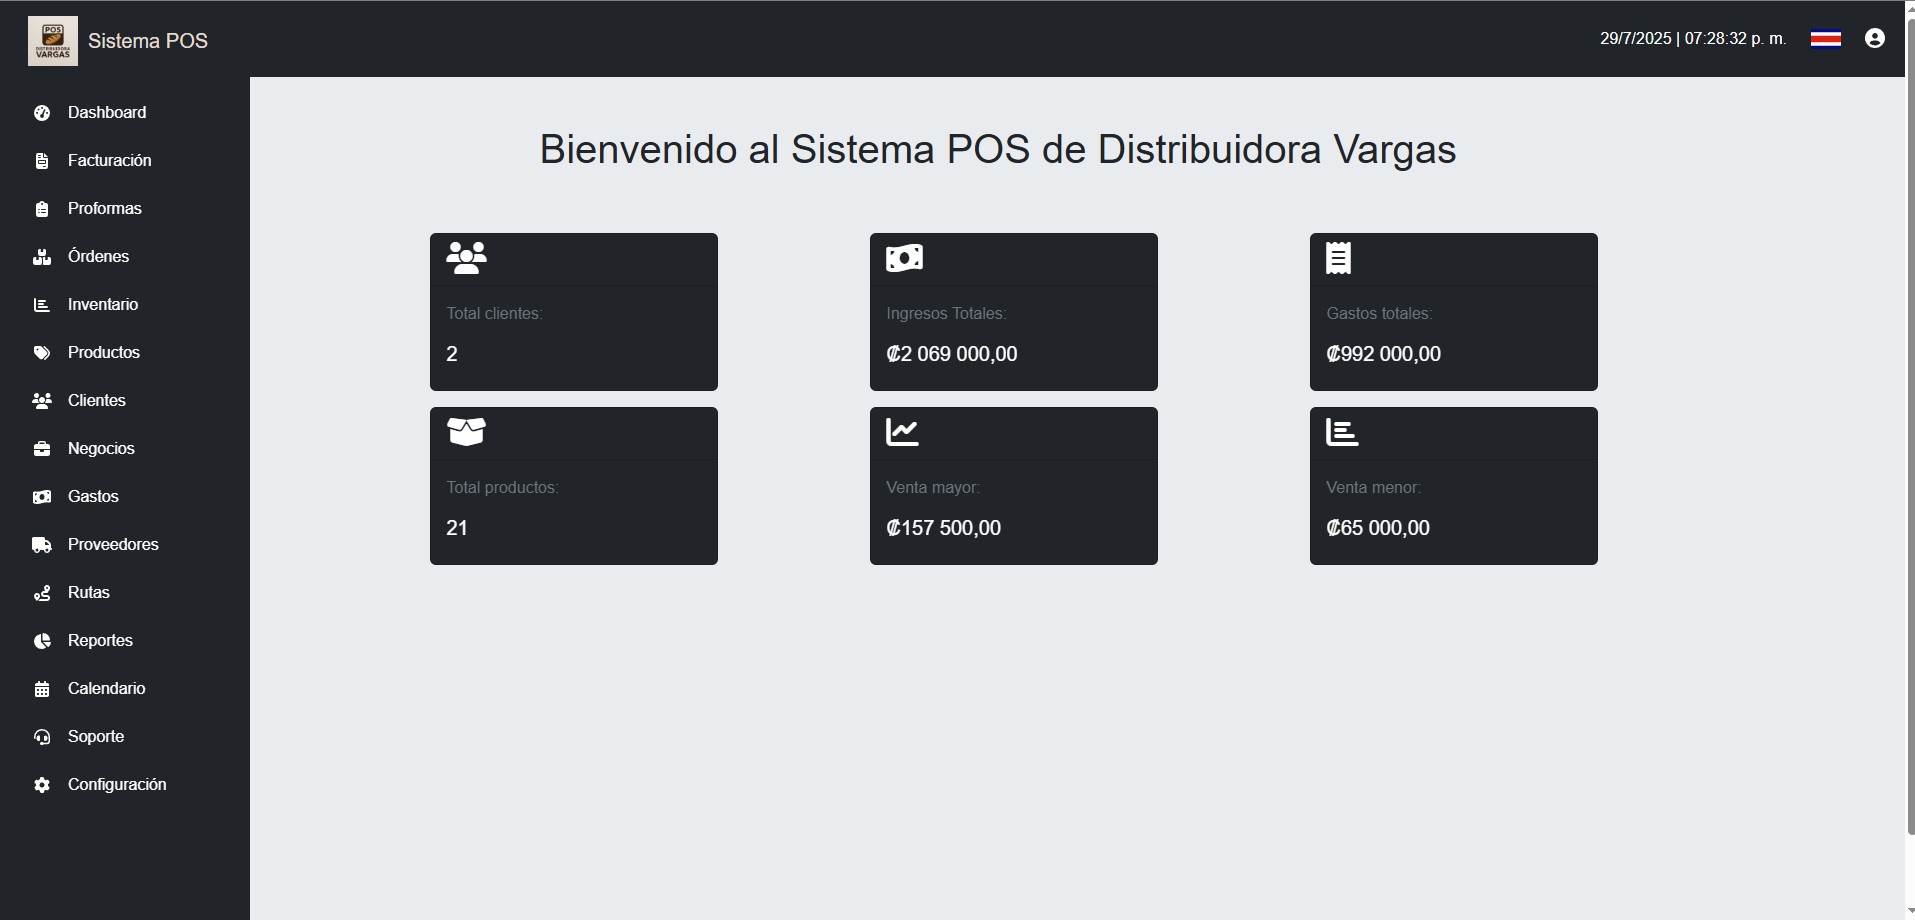 POS
DISTRIBUIDORA
VARGAS
Sistema POS
29/7/2025 | 07:28:32 p. m.
Dashboard
Facturación
Proformas
Órdenes
Inventario
Productos
Clientes
Negocios
Gastos
Proveedores
Rutas
Reportes
Calendario
Soporte
Configuración
Bienvenido al Sistema POS de Distribuidora Vargas
Total clientes:
2
Ingresos Totales:
₡2 069 000,00
Gastos totales:
₡992 000,00
Total productos:
21
Venta mayor:
₡157 500,00
Venta menor:
₡65 000,00